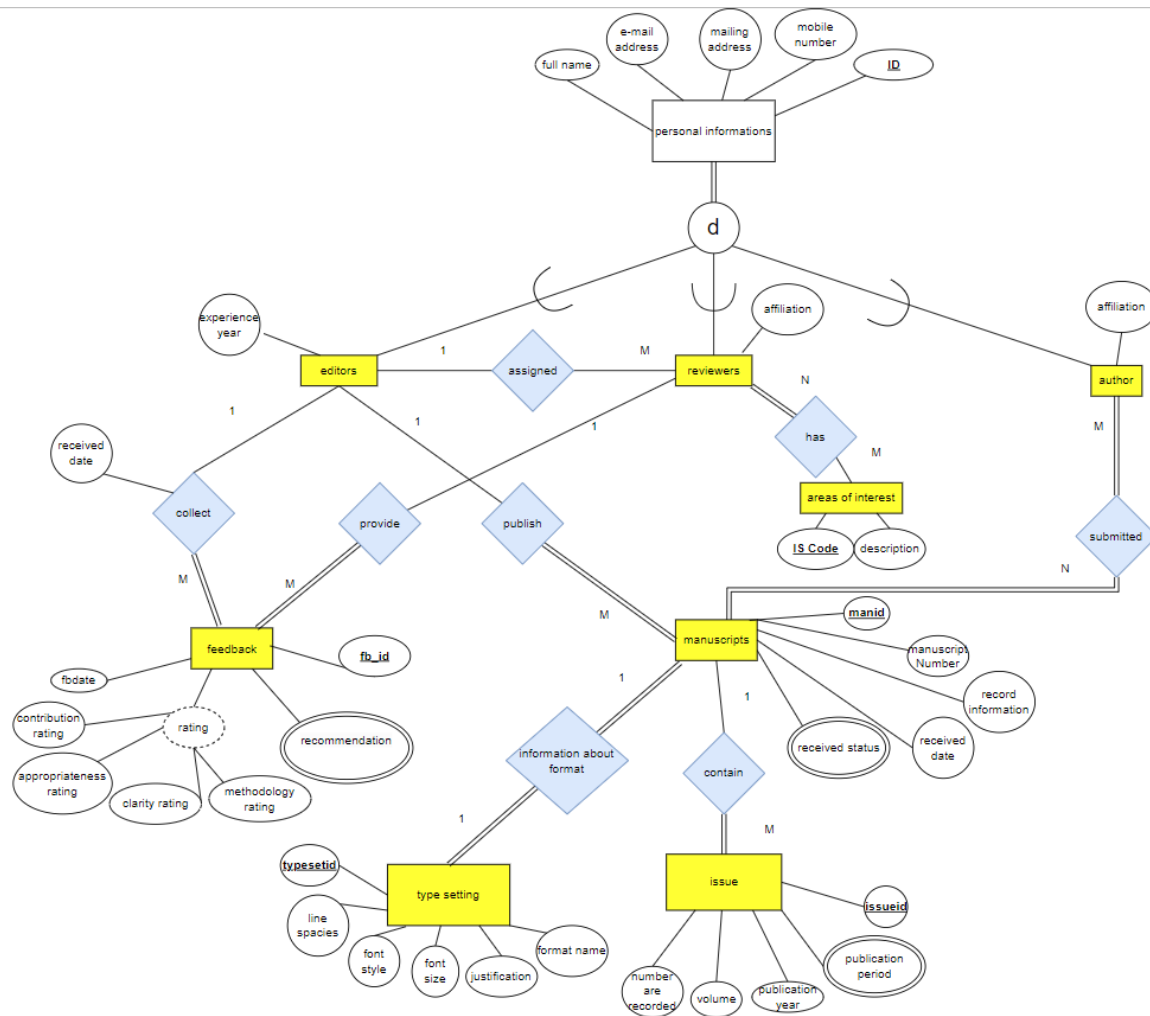 e-mail
address
mailing
address
mobile
number
full name
ID
personal informations
d
experience
year
affiliation
affiliation
1
M
editors
assigned
reviewers
author
N
1
1
1
M
received
date
has
M
areas of interest
collect
provide
publish
IS Code
description
submitted
N
M
M
M
manid
manuscripts
feedback
fb_id
manuscript
Number
fbdate
1
1
record
information
contribution
rating
rating
recommendation
received status
received
date
information about
format
contain
appropriateness
rating
clarity rating
methodology
rating
1
M
typesetid
type setting
issue
issueid
line
spacies
font
style
font
size
justification
format name
number
are
recorded
volume
publication
year
publication
period